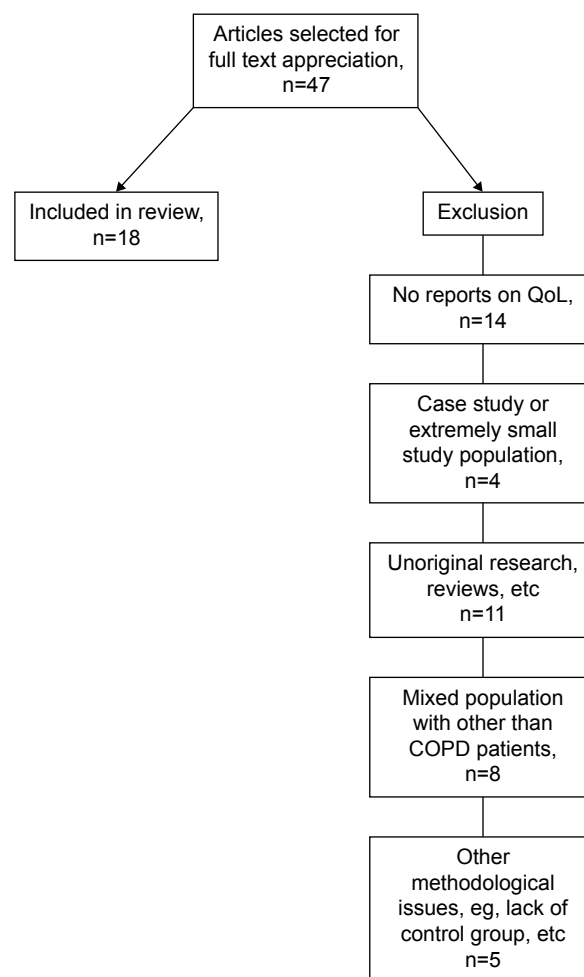 Articles selected for
full text appreciation,
n=47
Included in review,
n=18
Exclusion
No reports on QoL,
n=14
Case study or
extremely small
study population,
n=4
Unoriginal research,
reviews, etc
n=11
Mixed population
with other than
COPD patients,
n=8
Other
methodological
issues, eg, lack of
control group, etc
n=5